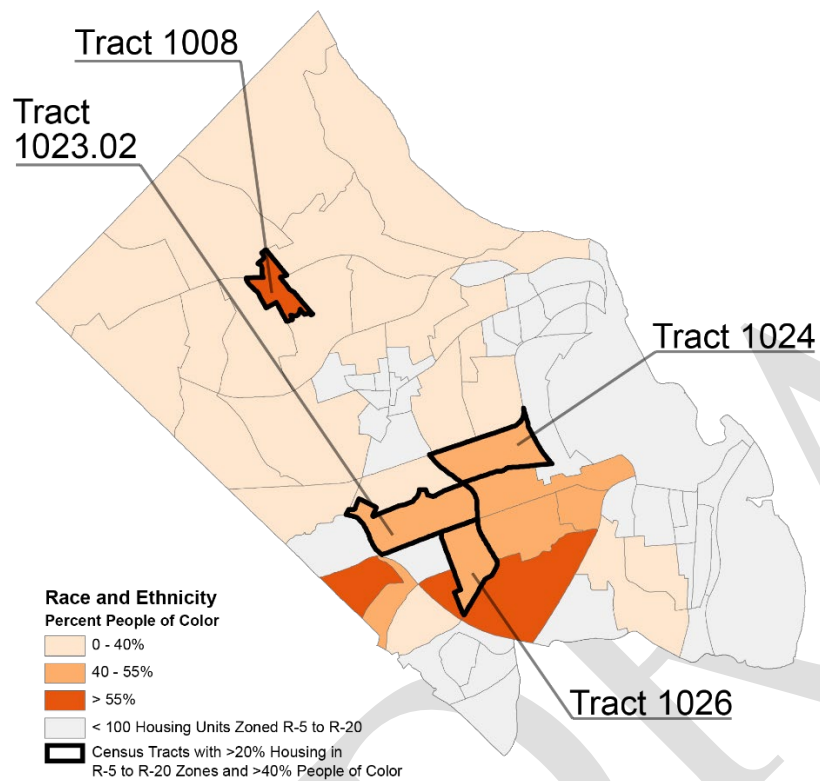 Tract 1008
Tract
1023.02
Tract 1024
Tract 1026
Race and Ethnicity
Percent People of Color
0 - 40%
40 - 55%
> 55%
< 100 Housing Units Zoned R-5 to R-20
Census Tracts with >20% Housing in
R-5 to R-20 Zones and >40% People of Color